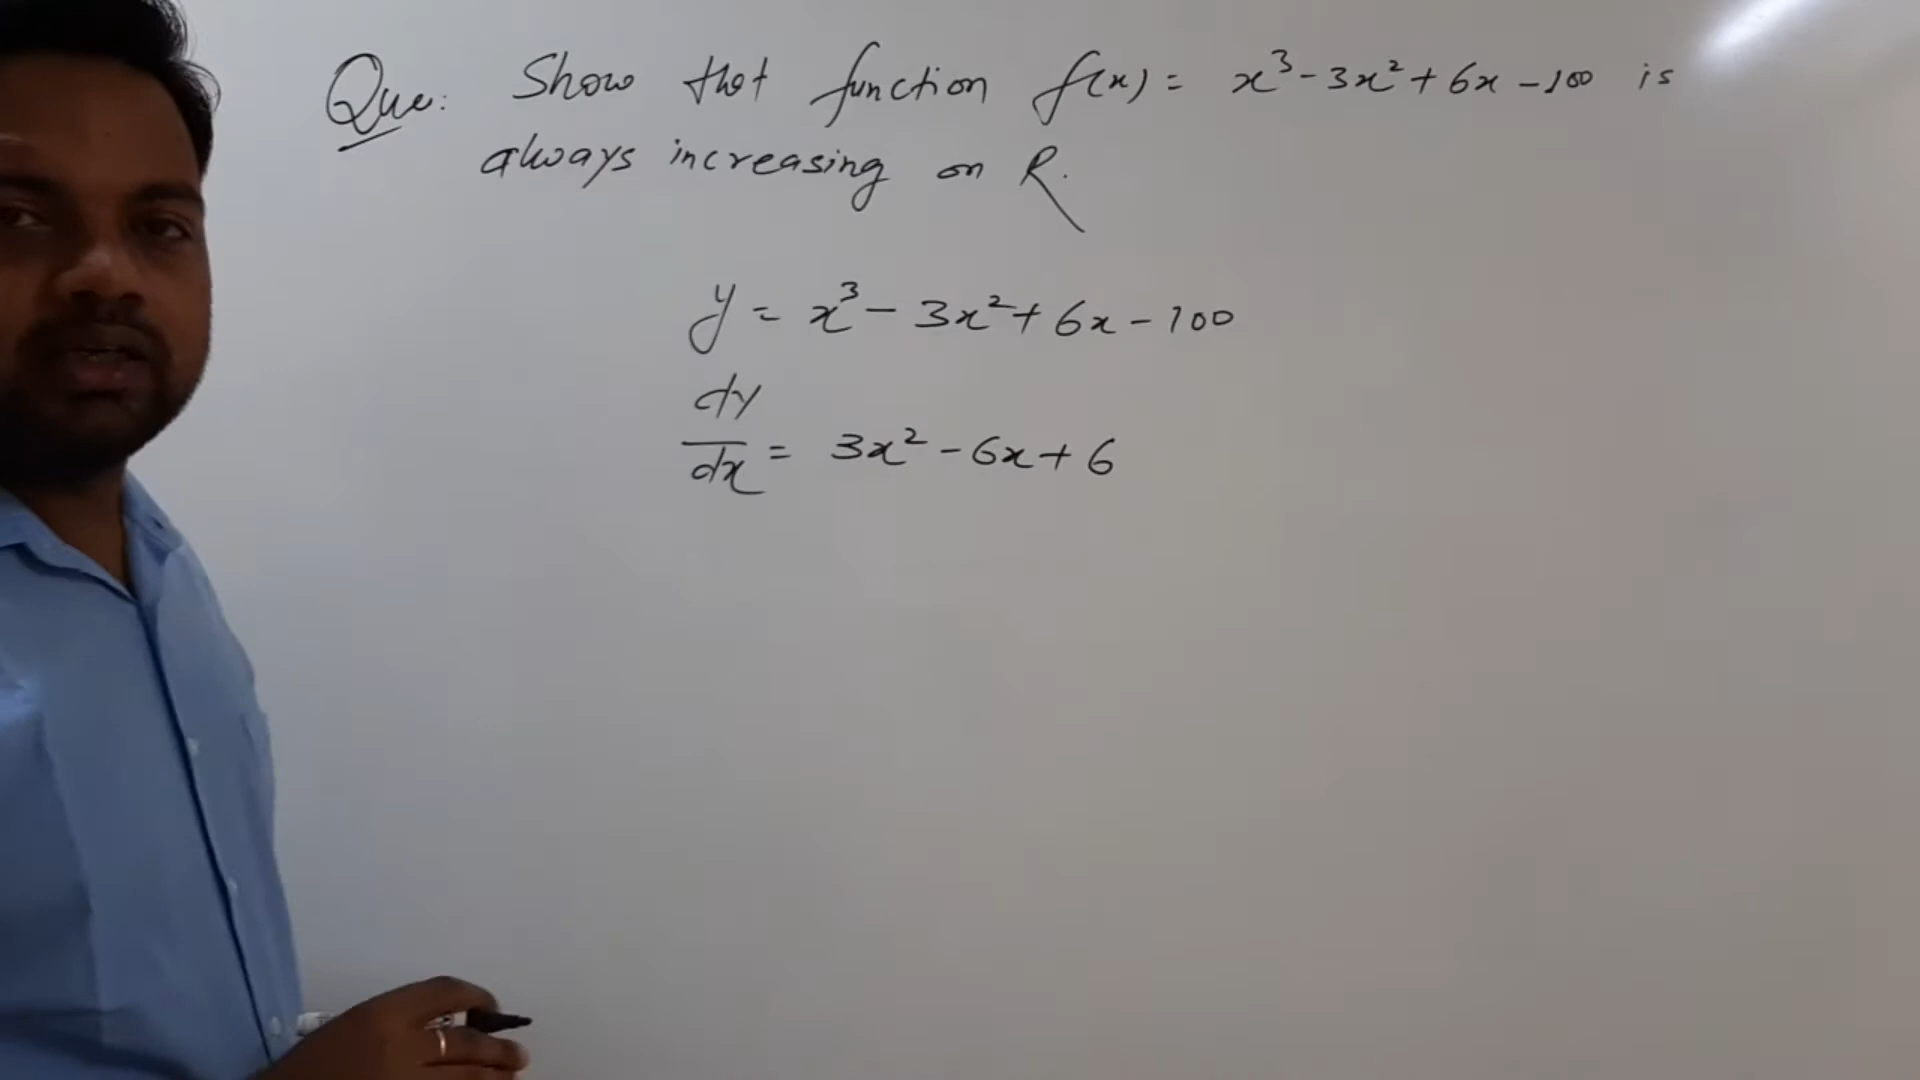 Que: Show that function f(x) = x³ - 3x² + 6x - 100 is
always increasing on R.
y = x³ - 3x² + 6x - 100
dy
dx = 3x² - 6x + 6